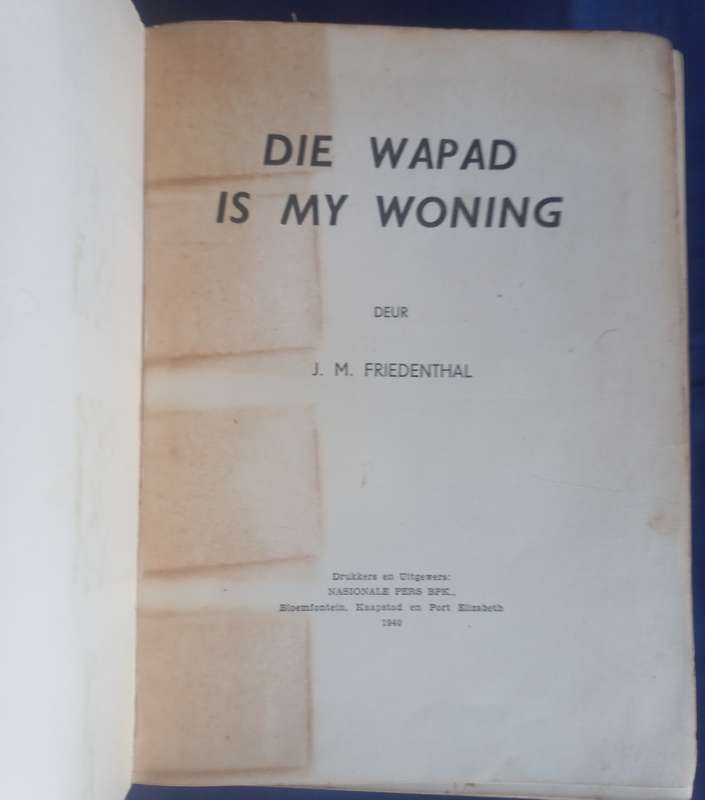 DIE WAPAD
IS MY WONING
DEUR
J. M. FRIEDENTHAL
Drukkers en Uitgewers:
NASIONALE PERS BPK.,
Bloemfontein, Kaapstad en Port Elizabeth
1940